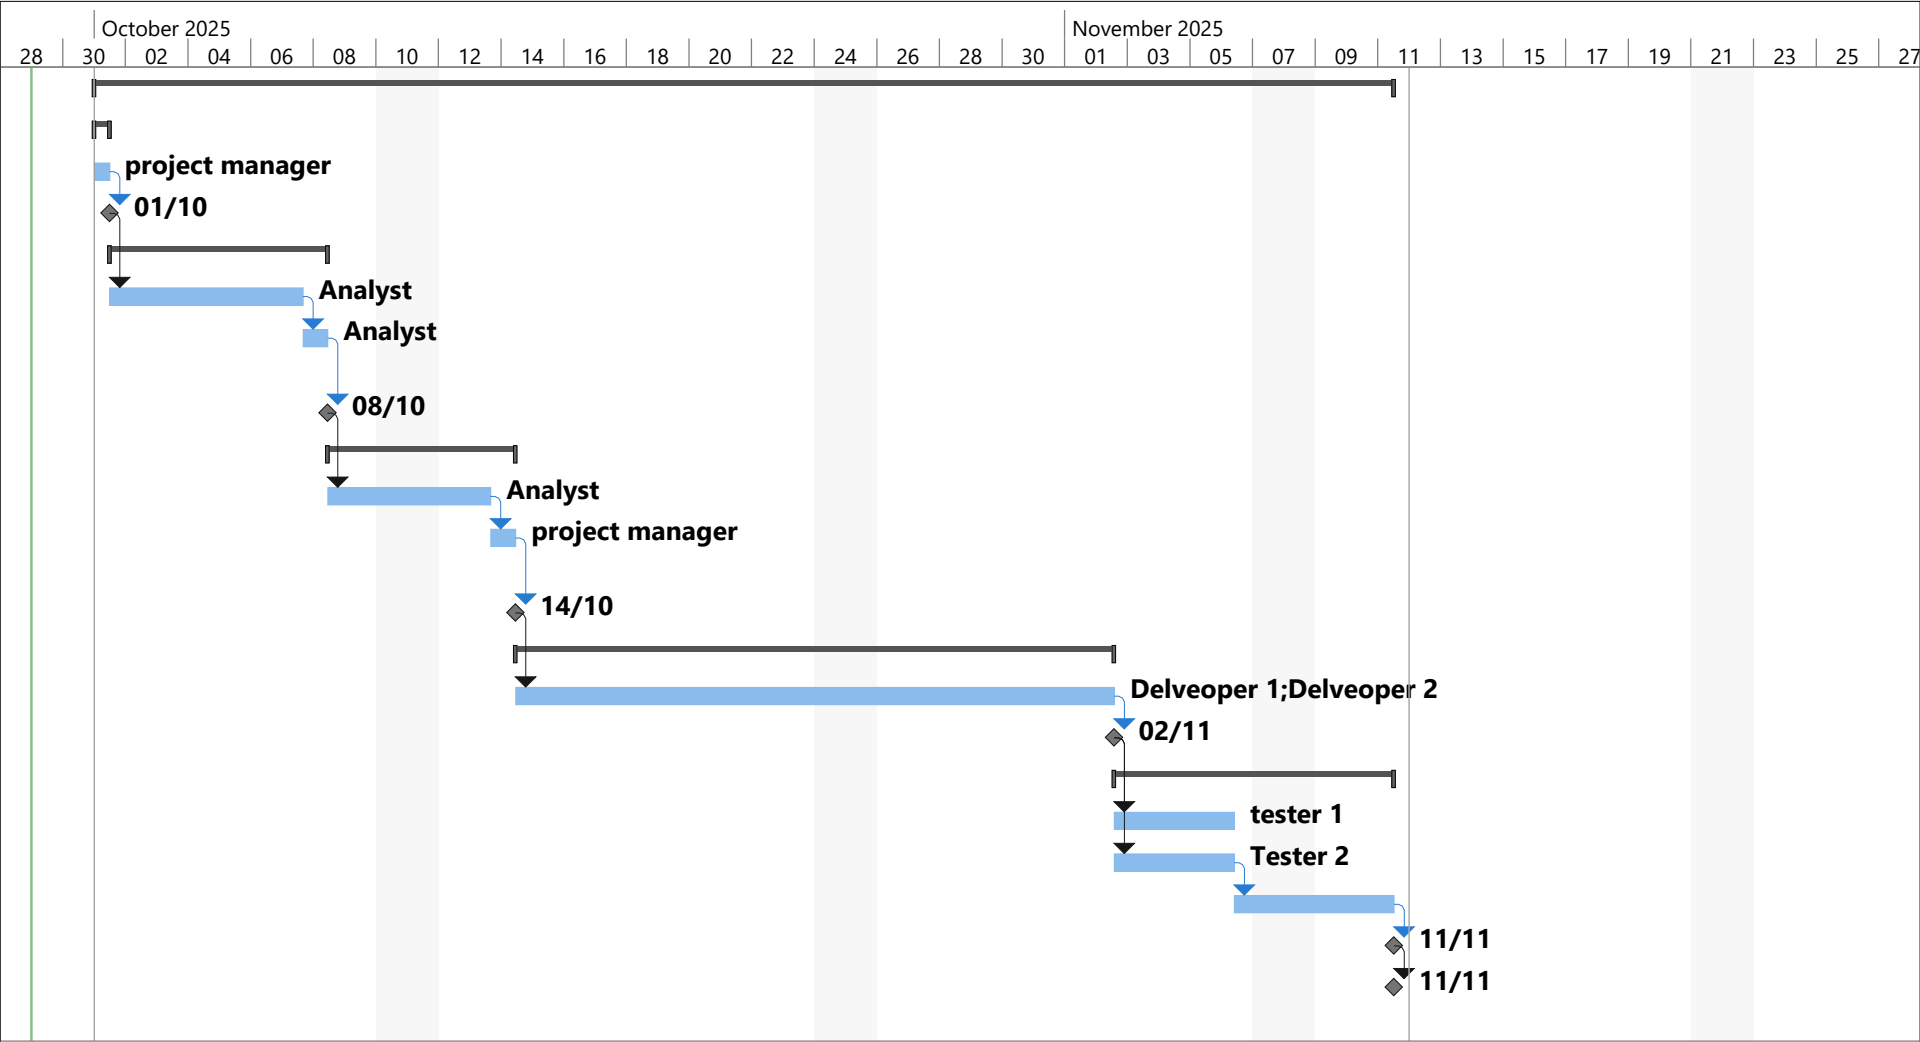 October 2025 November 2025
28 30 02 04 06 08 10 12 14 16 18 20 22 24 26 28 30 01 03 05 07 09 11 13 15 17 19 21 23 25 27
project manager
01/10
Analyst
Analyst
08/10
Analyst
project manager
14/10
Delveoper 1;Delveoper 2
02/11
tester 1
Tester 2
11/11
11/11